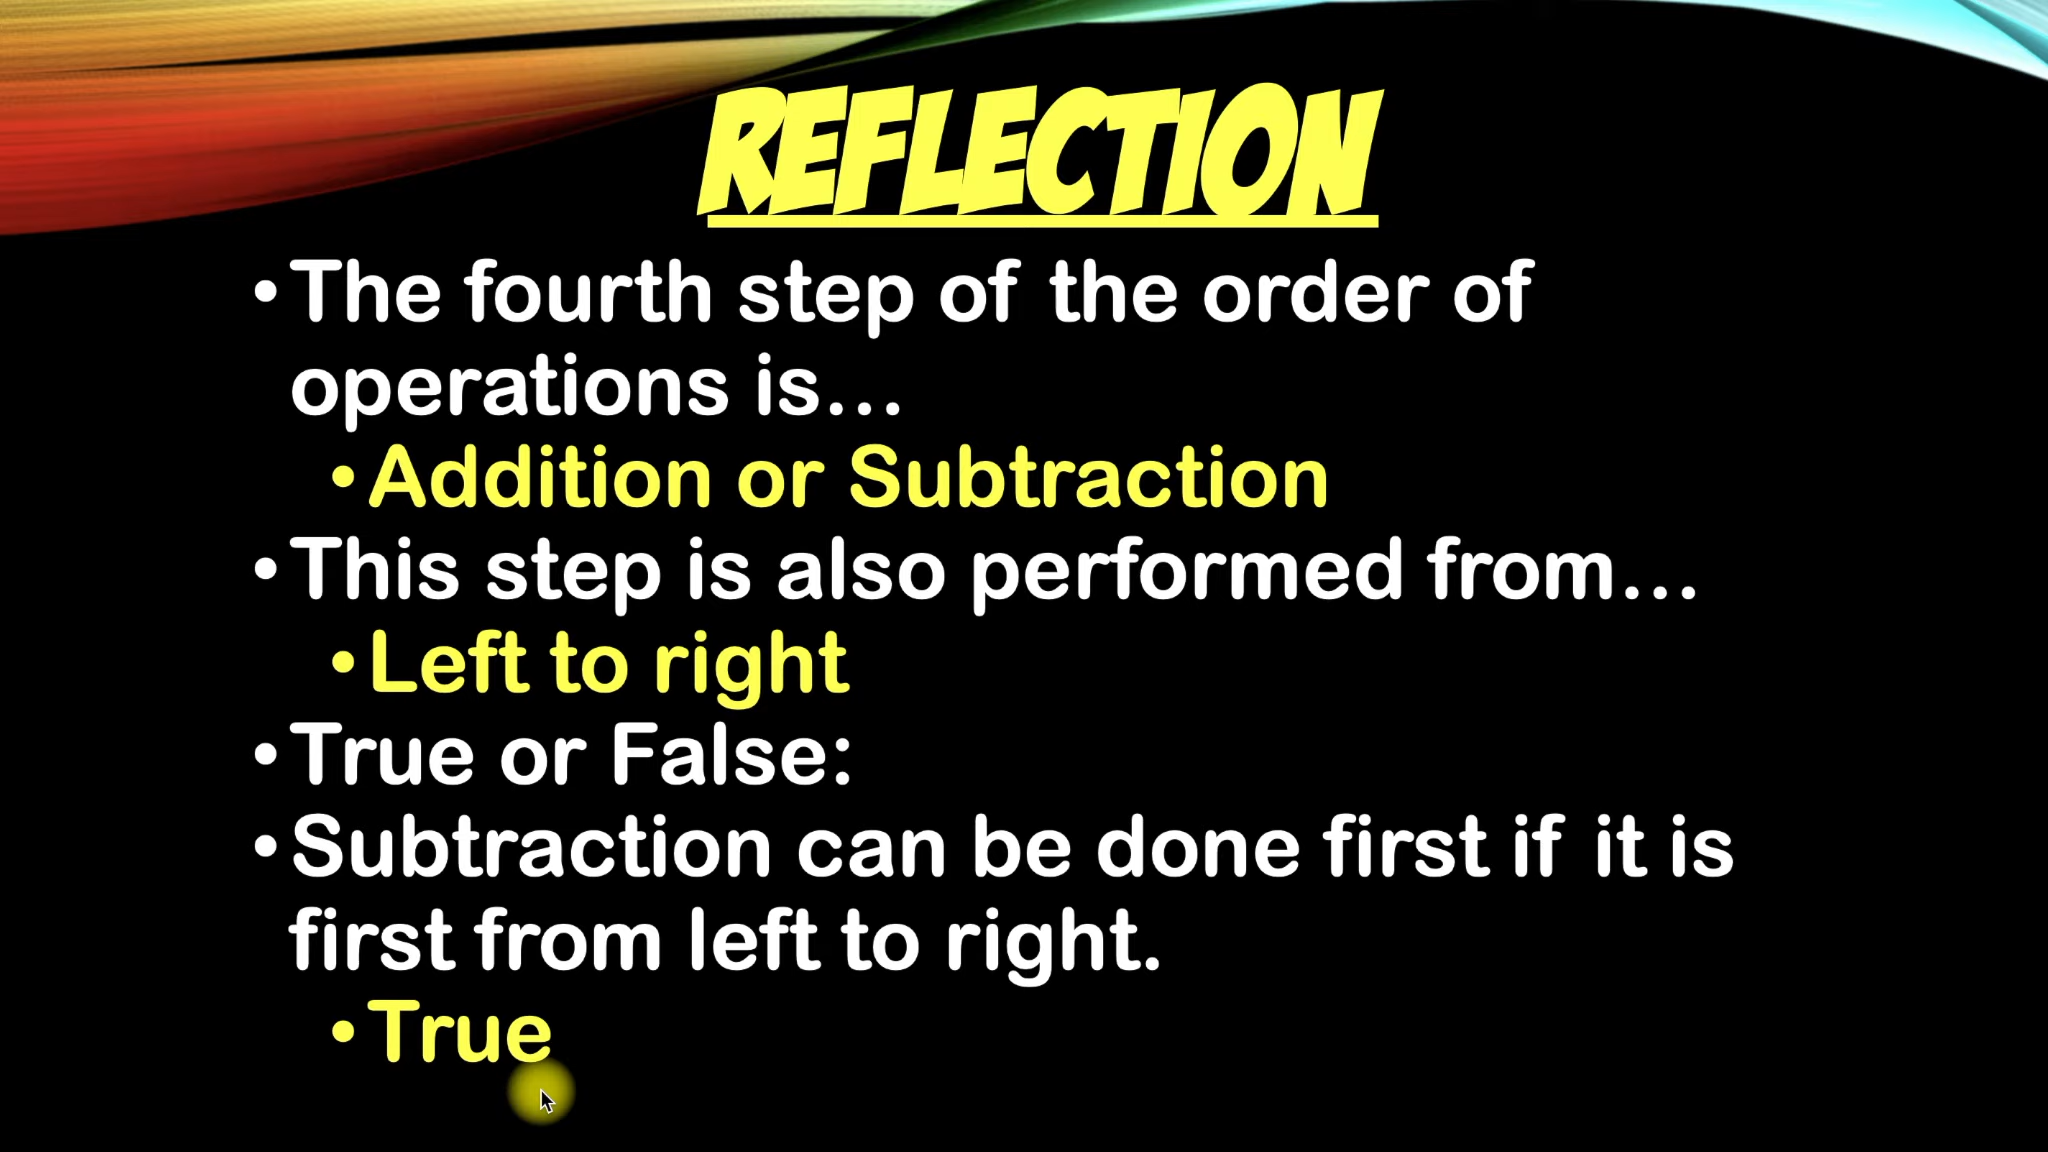 REFLECTION
•The fourth step of the order of
operations is...
•Addition or Subtraction
•This step is also performed from...
•Left to right
•True or False:
•Subtraction can be done first if it is
first from left to right.
•True